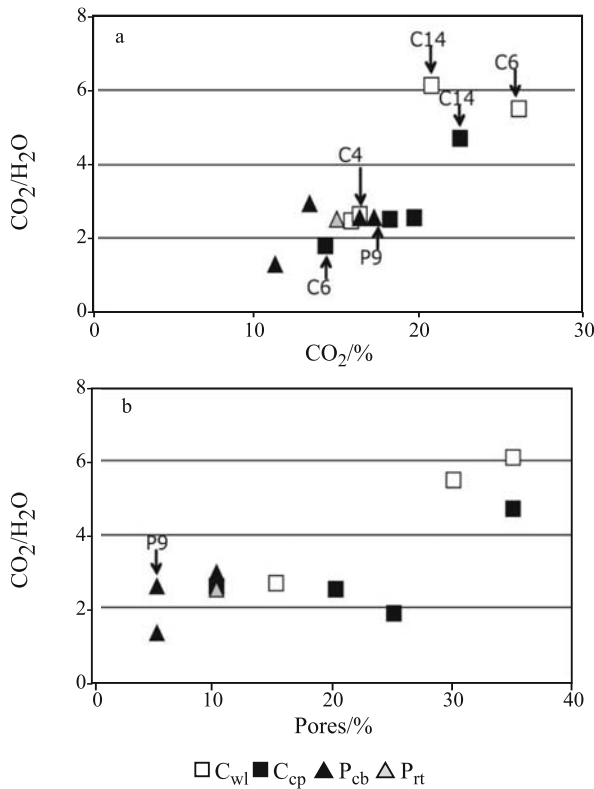 a
8
C14
C6
6
C14
CO2/H2O
C4
4
2
P9
C6
0
0 10 20 30
CO2/%
b
8
6
CO2/H2O
4
P9
2
0
0 10 20 30 40
Pores/%
Cwl Ccp Pcb Prt